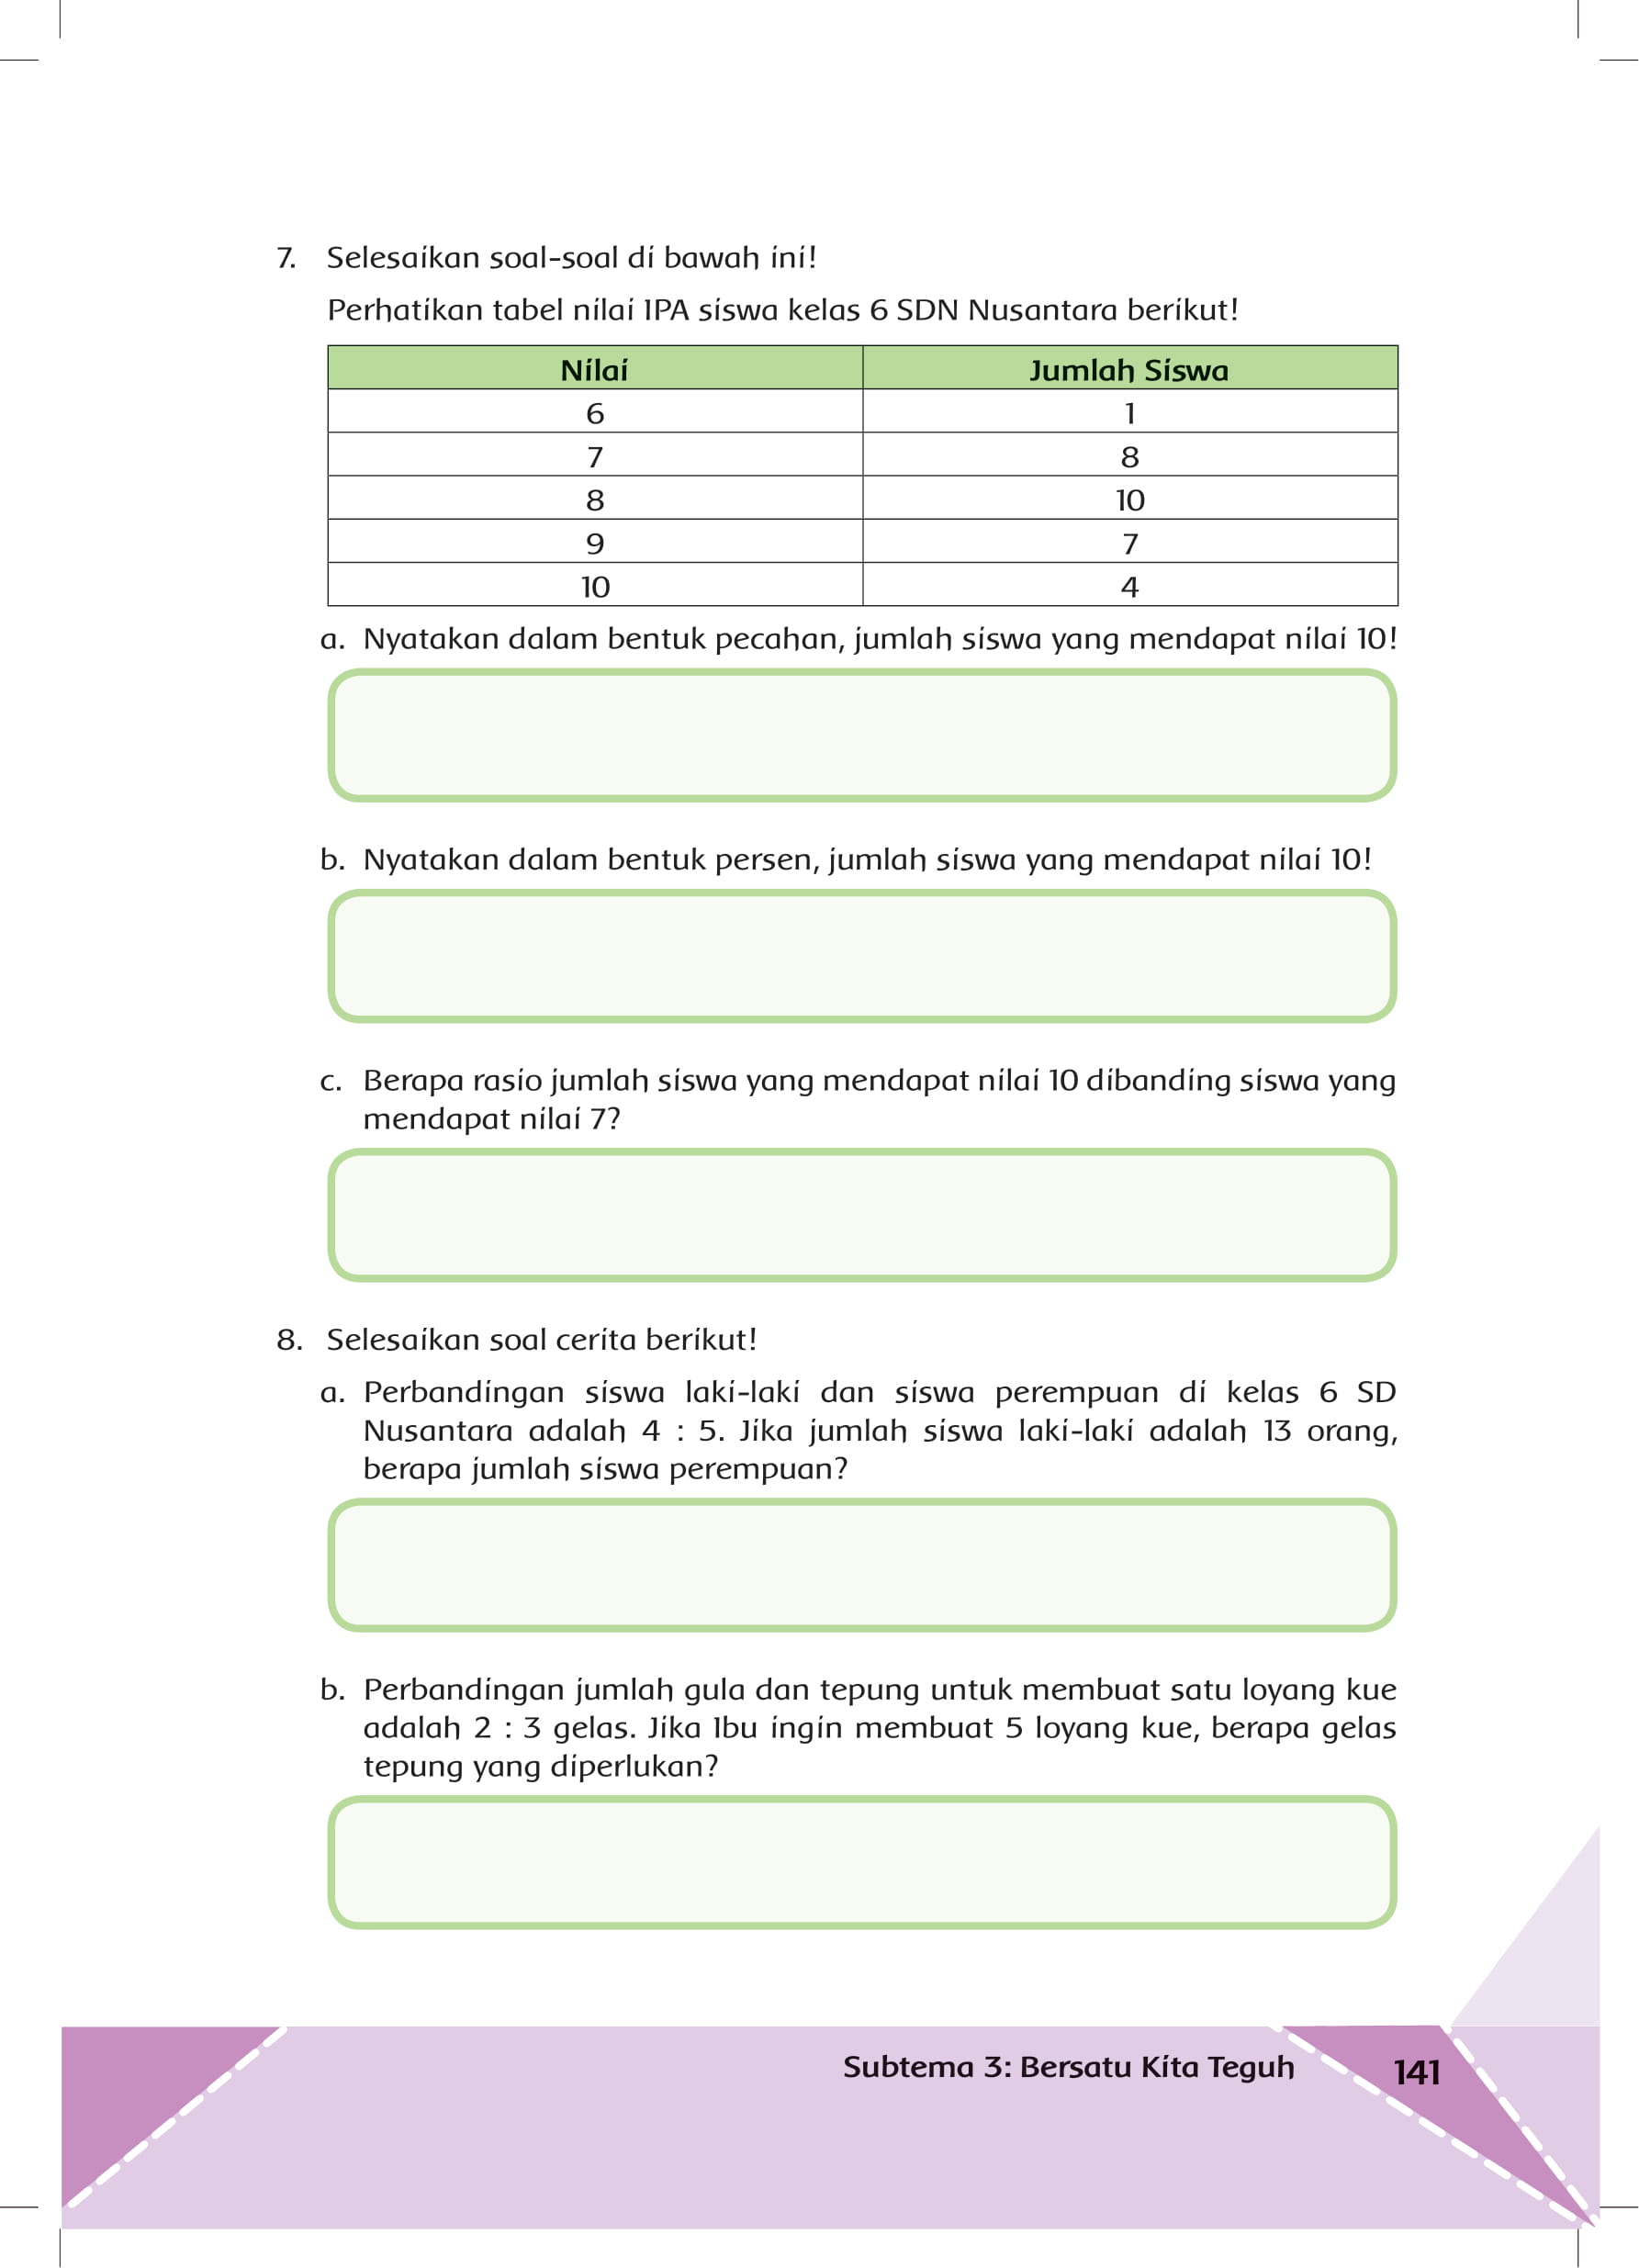 7. Selesaikan soal-soal di bawah ini!
Perhatikan tabel nilai IPA siswa kelas 6 SDN Nusantara berikut!
Nilai Jumlah Siswa
6 1
7 8
8 10
9 7
10 4
a. Nyatakan dalam bentuk pecahan, jumlah siswa yang mendapat nilai 10!
b. Nyatakan dalam bentuk persen, jumlah siswa yang mendapat nilai 10!
c. Berapa rasio jumlah siswa yang mendapat nilai 10 dibanding siswa yang
mendapat nilai 7?
8. Selesaikan soal cerita berikut!
a. Perbandingan siswa laki-laki dan siswa perempuan di kelas 6 SD
Nusantara adalah 4 : 5. Jika jumlah siswa laki-laki adalah 13 orang,
berapa jumlah siswa perempuan?
b. Perbandingan jumlah gula dan tepung untuk membuat satu loyang kue
adalah 2 : 3 gelas. Jika Ibu ingin membuat 5 loyang kue, berapa gelas
tepung yang diperlukan?
Subtema 3: Bersatu Kita Teguh 141